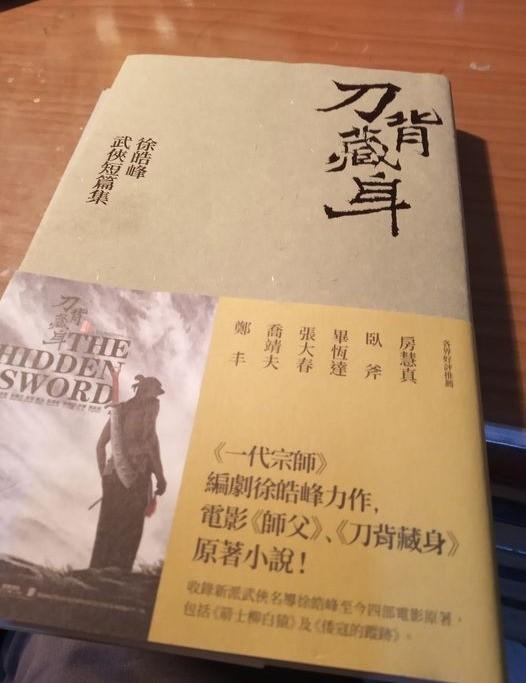 刀背藏身
徐皓峰
武俠短篇集
刀背藏身
THE
HIDDEN
SWORD
各界好評推薦
房慧真
臥斧
畢恆達
張大春
喬靖夫
鄭丰
《一代宗師》
編劇徐皓峰力作，
電影《師父》、《刀背藏身》
原著小說！
收錄新派武俠名導徐皓峰至今四部電影原著，
包括《箭士柳白猿》及《倭寇的蹤跡》。